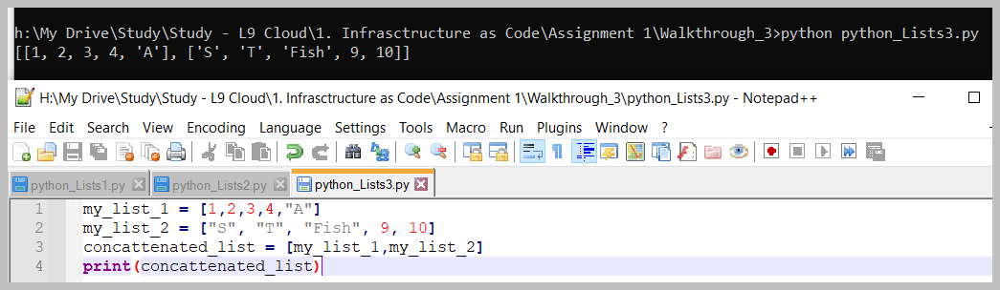 h:\My Drive\Study\Study - L9 Cloud\1. Infrasctructure as Code\Assignment 1\Walkthrough_3>python python_Lists3.py
[[1, 2, 3, 4, 'A'], ['S', 'T', 'Fish', 9, 10]]
H:\My Drive\Study\Study - L9 Cloud\1. Infrasctructure as Code\Assignment 1\Walkthrough_3\python_Lists3.py - Notepad++
File Edit Search View Encoding Language Settings Tools Macro Run Plugins Window ?
python_Lists1.py python_Lists2.py python_Lists3.py
1 my_list_1 = [1,2,3,4,"A"]
2 my_list_2 = ["S", "T", "Fish", 9, 10]
3 concattenated_list = [my_list_1,my_list_2]
4 print(concattenated_list)